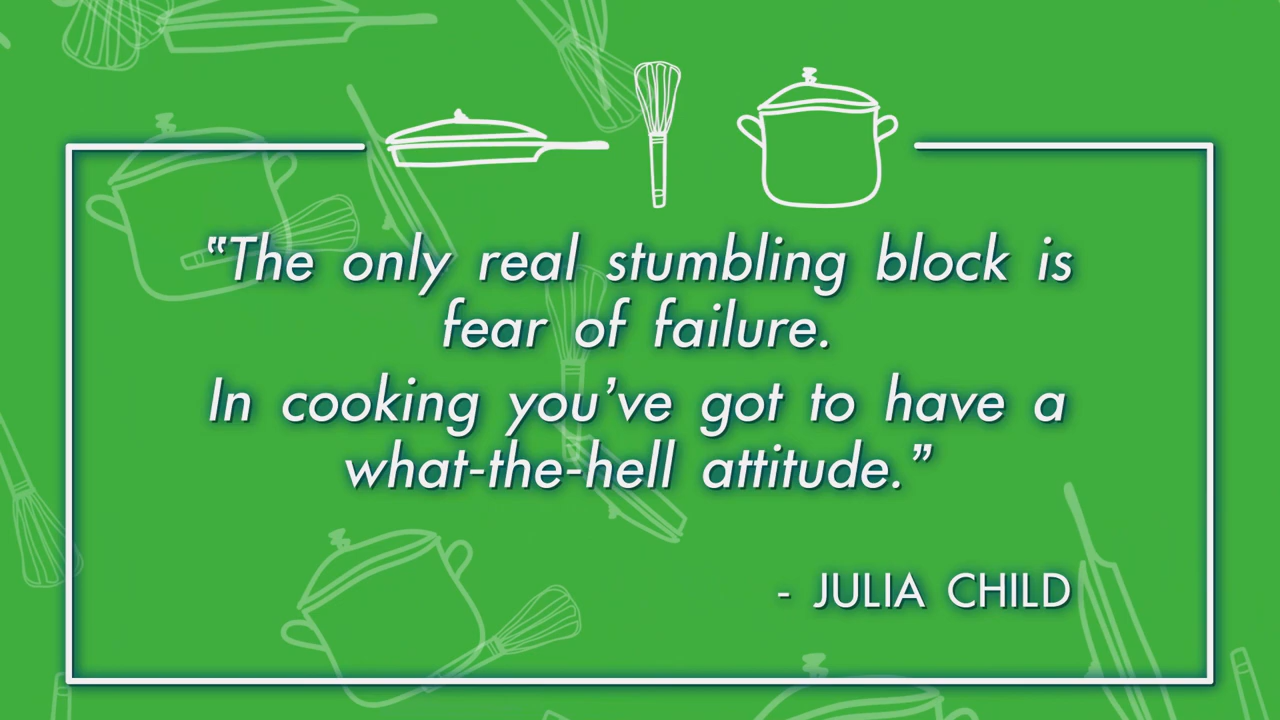 “The only real stumbling block is
fear of failure.
In cooking you’ve got to have a
what-the-hell attitude.”
- JULIA CHILD